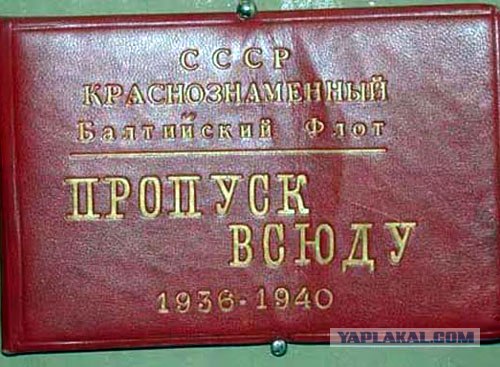 СССР
КРАСНОЗНАМЕННЫЙ
Балтийский Флот
ПРОПУСК
ВСЮДУ
1936-1940
YAPLAKAL.COM